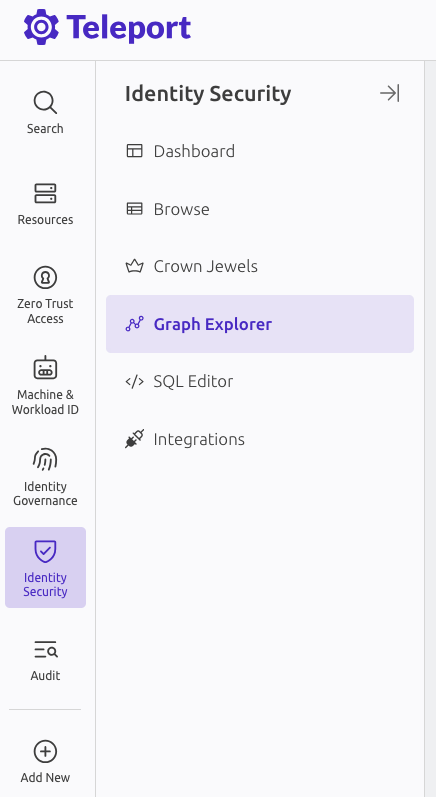 Teleport
Search
Resources
Zero Trust
Access
Machine &
Workload ID
Identity
Governance
Identity
Security
Audit
Add New
Identity Security
Dashboard
Browse
Crown Jewels
Graph Explorer
SQL Editor
Integrations